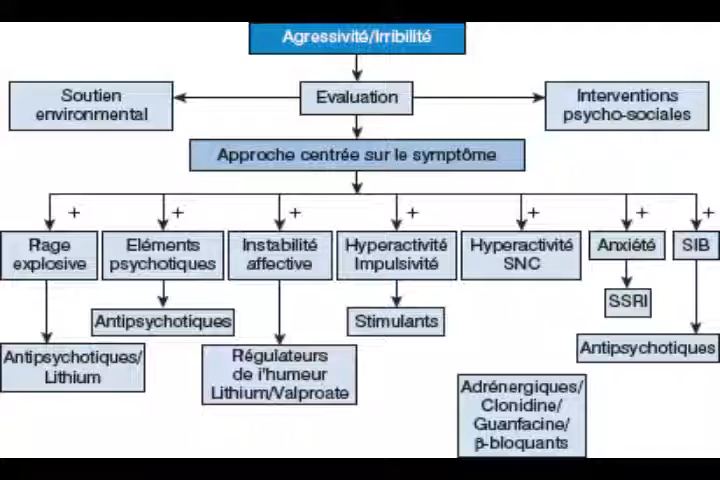 Agressivité/Irribilité
Soutien
environmental
Evaluation
Interventions
psycho-sociales
Approche centrée sur le symptôme
+ + + + + + +
Rage
explosive
Eléments
psychotiques
Instabilité
affective
Hyperactivité
Impulsivité
Hyperactivité
SNC
Anxiété
SIB
Antipsychotiques
Stimulants
SSRI
Antipsychotiques/
Lithium
Régulateurs
de i'humeur
Lithium/Valproate
Antipsychotiques
Adrénergiques/
Clonidine/
Guanfacine/
β-bloquants